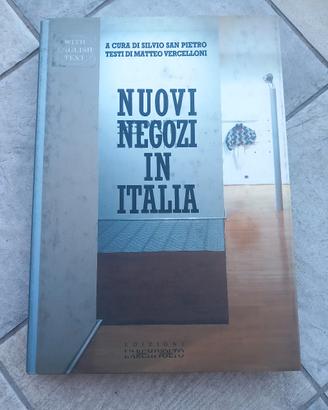 WITH
ENGLISH
TEXT
A CURA DI SILVIO SAN PIETRO
TESTI DI MATTEO VERCELLONI
NUOVI
NEGOZI
IN
ITALIA
EDIZIONI
L'ARCHIVOLTO